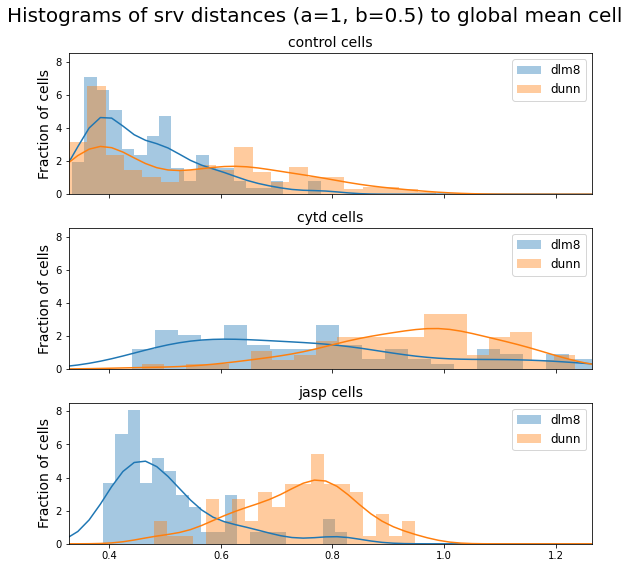 Histograms of srv distances (a=1, b=0.5) to global mean cell
control cells
8
6
4
2
0
Fraction of cells
dlm8
dunn
cytd cells
8
6
4
2
0
Fraction of cells
dlm8
dunn
jasp cells
8
6
4
2
0
Fraction of cells
dlm8
dunn
0.4 0.6 0.8 1.0 1.2